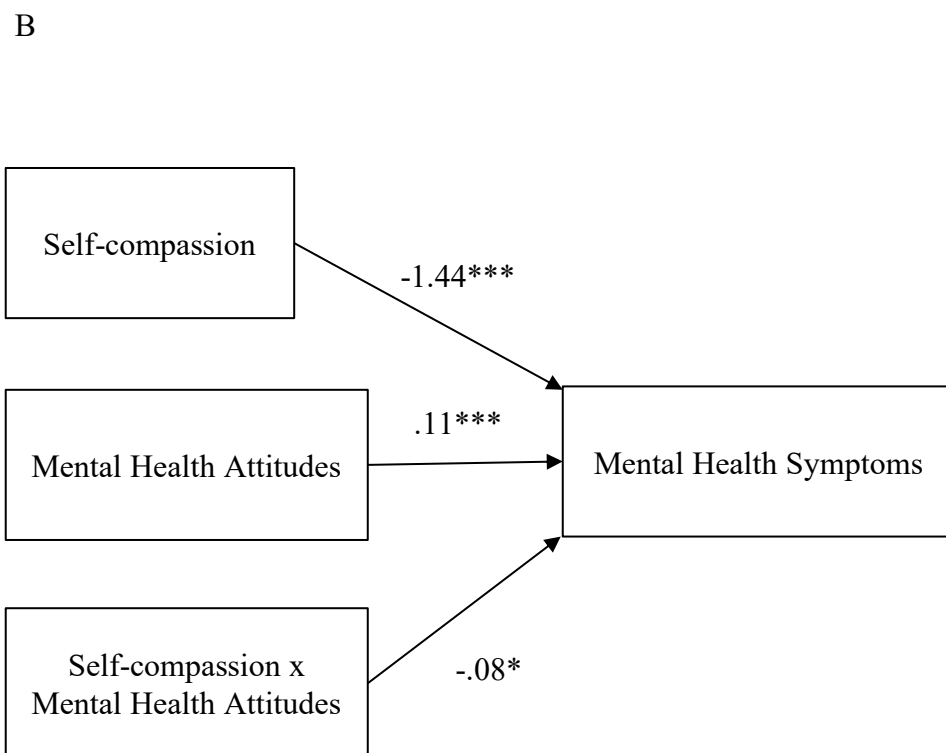 B
Self-compassion
-1.44***
.11***
Mental Health Attitudes
Mental Health Symptoms
Self-compassion x
Mental Health Attitudes
-.08*